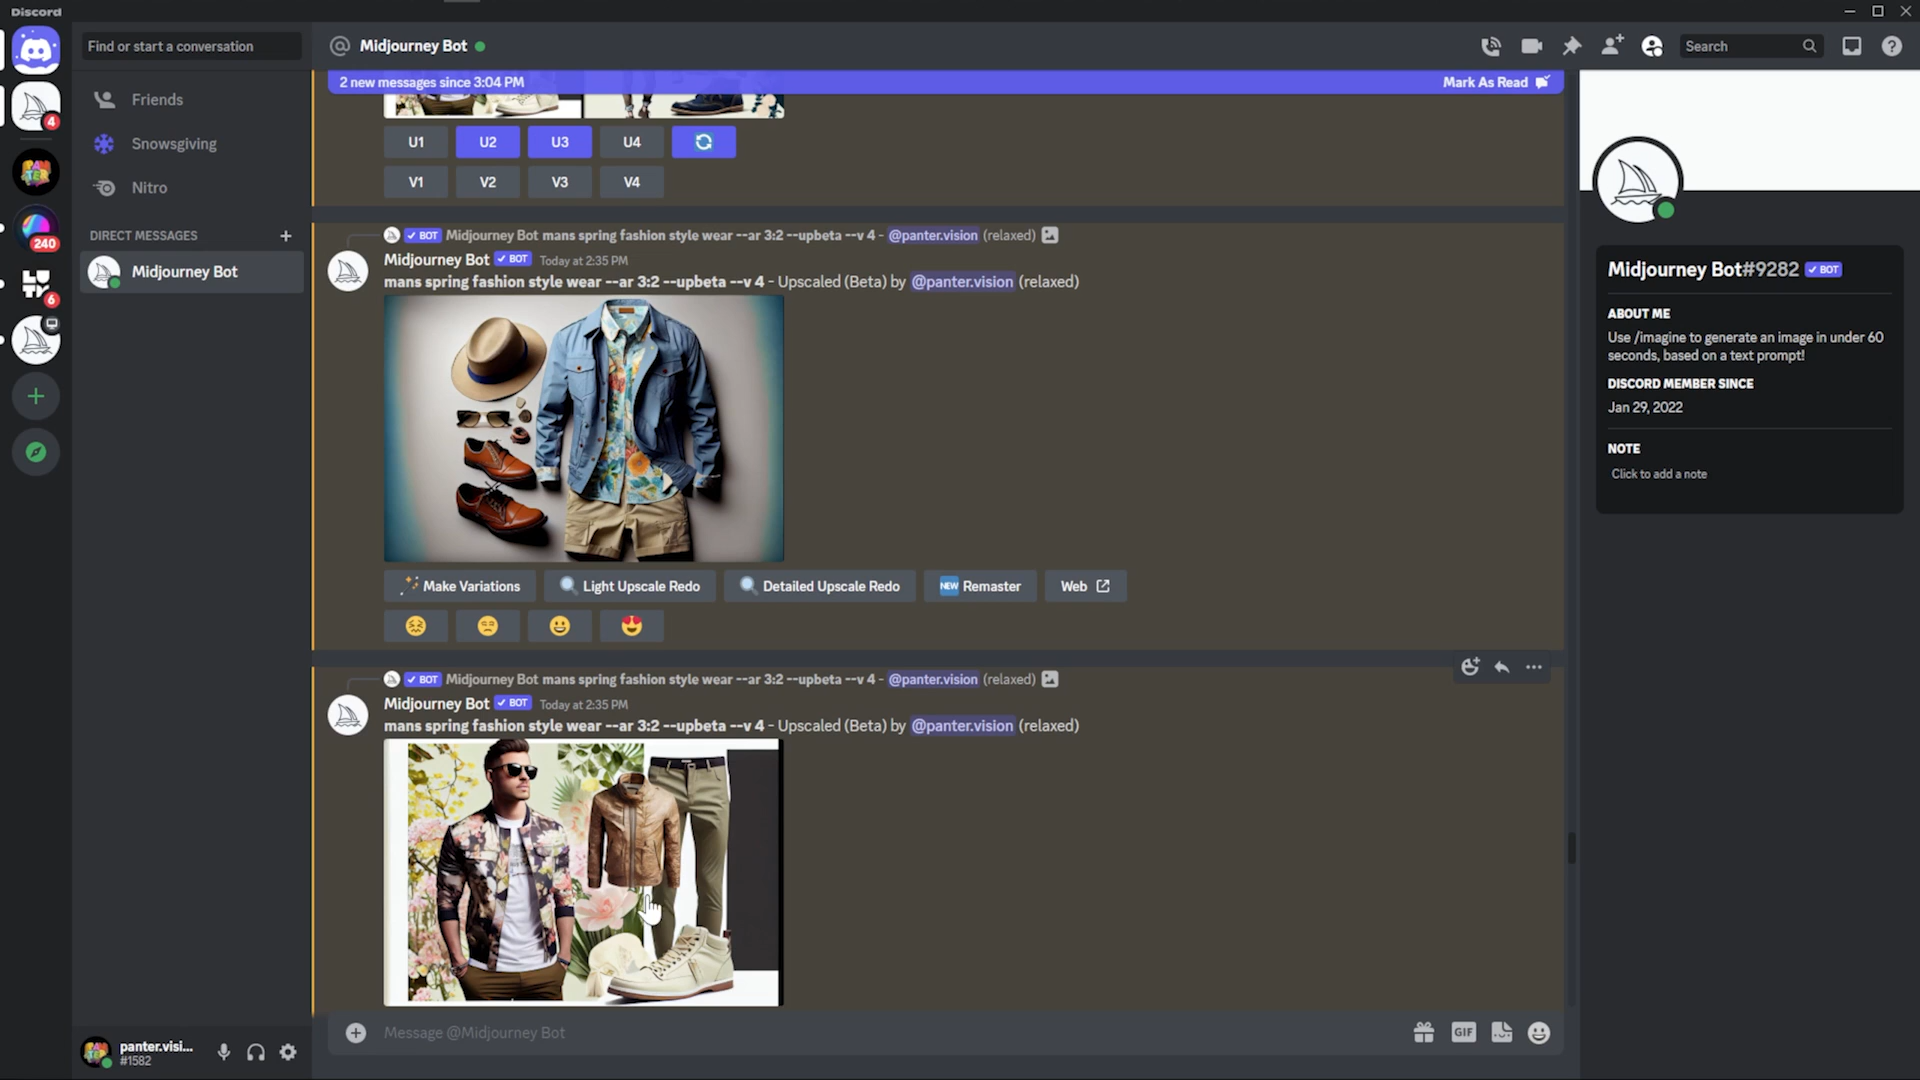 Discord
Find or start a conversation
Midjourney Bot
Search
2 new messages since 3:04 PM
Mark As Read
Friends
Snowsgiving
Nitro
DIRECT MESSAGES
Midjourney Bot
4
240
6
U1 U2 U3 U4
V1 V2 V3 V4
BOT Midjourney Bot mans spring fashion style wear --ar 3:2 --upbeta --v 4 - @panter.vision (relaxed)
Midjourney Bot BOT Today at 2:35 PM
mans spring fashion style wear --ar 3:2 --upbeta --v 4 - Upscaled (Beta) by @panter.vision (relaxed)
Make Variations Light Upscale Redo Detailed Upscale Redo NEW Remaster Web
BOT Midjourney Bot mans spring fashion style wear --ar 3:2 --upbeta --v 4 - @panter.vision (relaxed)
Midjourney Bot BOT Today at 2:35 PM
mans spring fashion style wear --ar 3:2 --upbeta --v 4 - Upscaled (Beta) by @panter.vision (relaxed)
Message @Midjourney Bot
GIF
panter.visi...
#1582
Midjourney Bot#9282 BOT
ABOUT ME
Use /imagine to generate an image in under 60
seconds, based on a text prompt!
DISCORD MEMBER SINCE
Jan 29, 2022
NOTE
Click to add a note